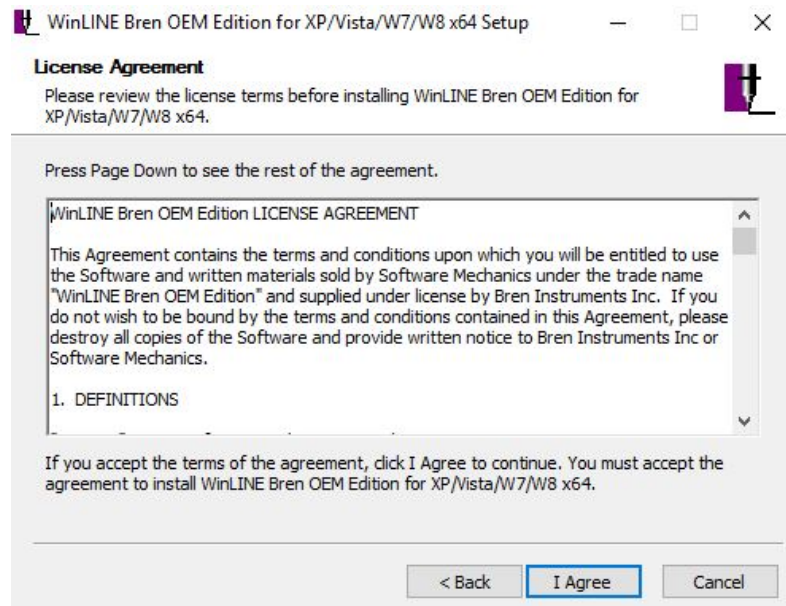 WinLINE Bren OEM Edition for XP/Vista/W7/W8 x64 Setup
License Agreement
Please review the license terms before installing WinLINE Bren OEM Edition for
XP/Vista/W7/W8 x64.
Press Page Down to see the rest of the agreement.
WinLINE Bren OEM Edition LICENSE AGREEMENT
This Agreement contains the terms and conditions upon which you will be entitled to use
the Software and written materials sold by Software Mechanics under the trade name
"WinLINE Bren OEM Edition" and supplied under license by Bren Instruments Inc.  If you
do not wish to be bound by the terms and conditions contained in this Agreement, please
destroy all copies of the Software and provide written notice to Bren Instruments Inc or
Software Mechanics.
1.  DEFINITIONS
If you accept the terms of the agreement, click I Agree to continue. You must accept the
agreement to install WinLINE Bren OEM Edition for XP/Vista/W7/W8 x64.
< Back
I Agree
Cancel